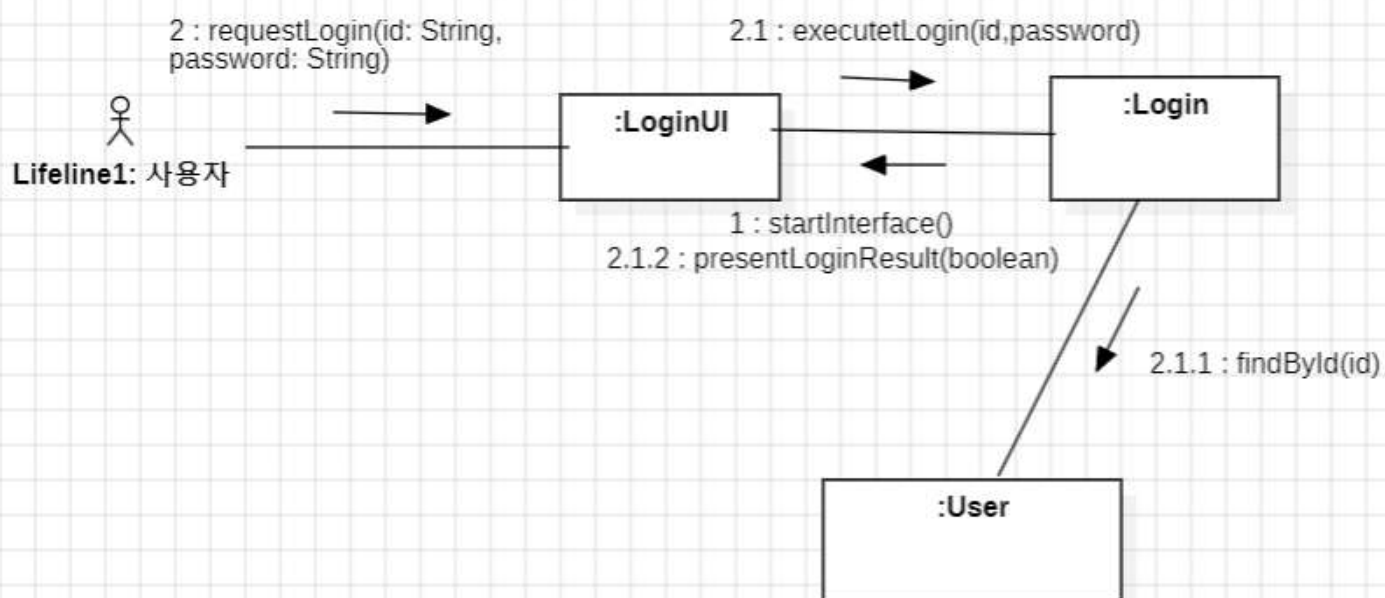 2 : requestLogin(id: String,
password: String)
2.1 : executetLogin(id,password)
:LoginUI
:Login
Lifeline1: 사용자
1 : startInterface()
2.1.2 : presentLoginResult(boolean)
2.1.1 : findById(id)
:User